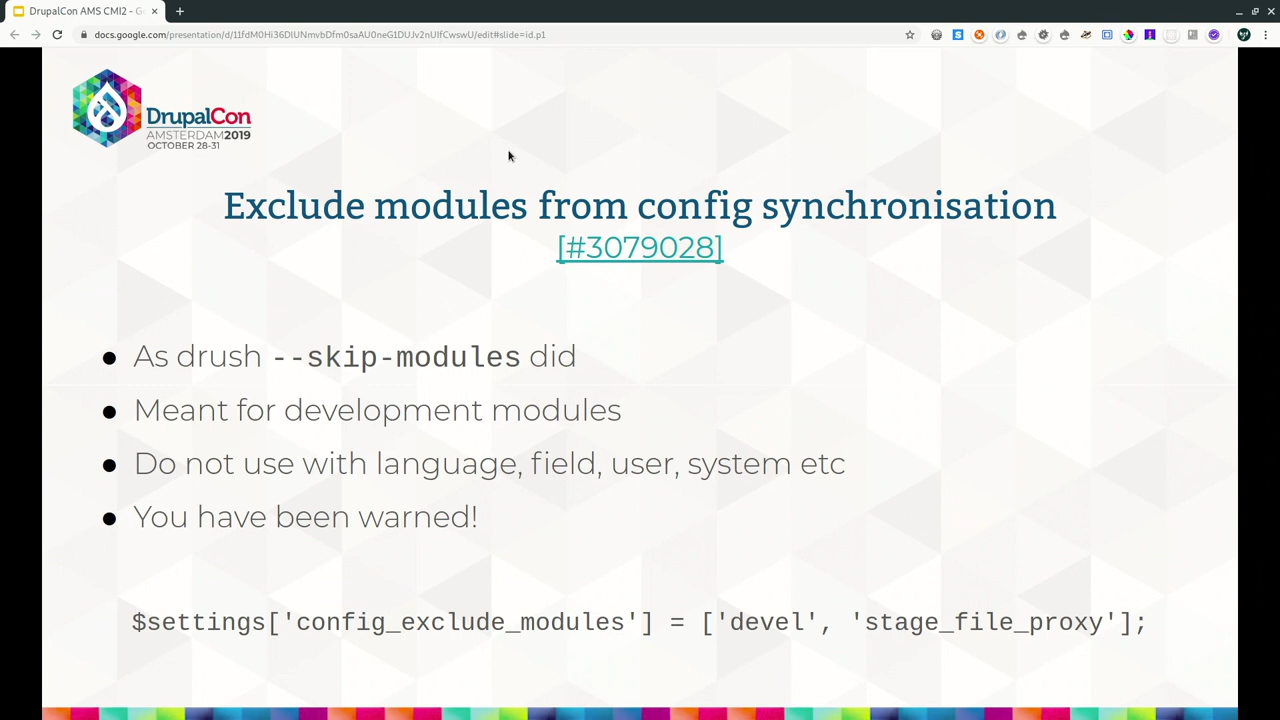 DrupalCon AMS CMI2 - G
docs.google.com/presentation/d/11fdM0Hi36DIUNmvbDfm0saAU0neG1DUJv2nUIfCwswU/edit#slide=id.p1
DrupalCon
AMSTERDAM2019
OCTOBER 28-31
Exclude modules from config synchronisation
[#3079028]
● As drush --skip-modules did
● Meant for development modules
● Do not use with language, field, user, system etc
● You have been warned!
$settings['config_exclude_modules'] = ['devel', 'stage_file_proxy'];